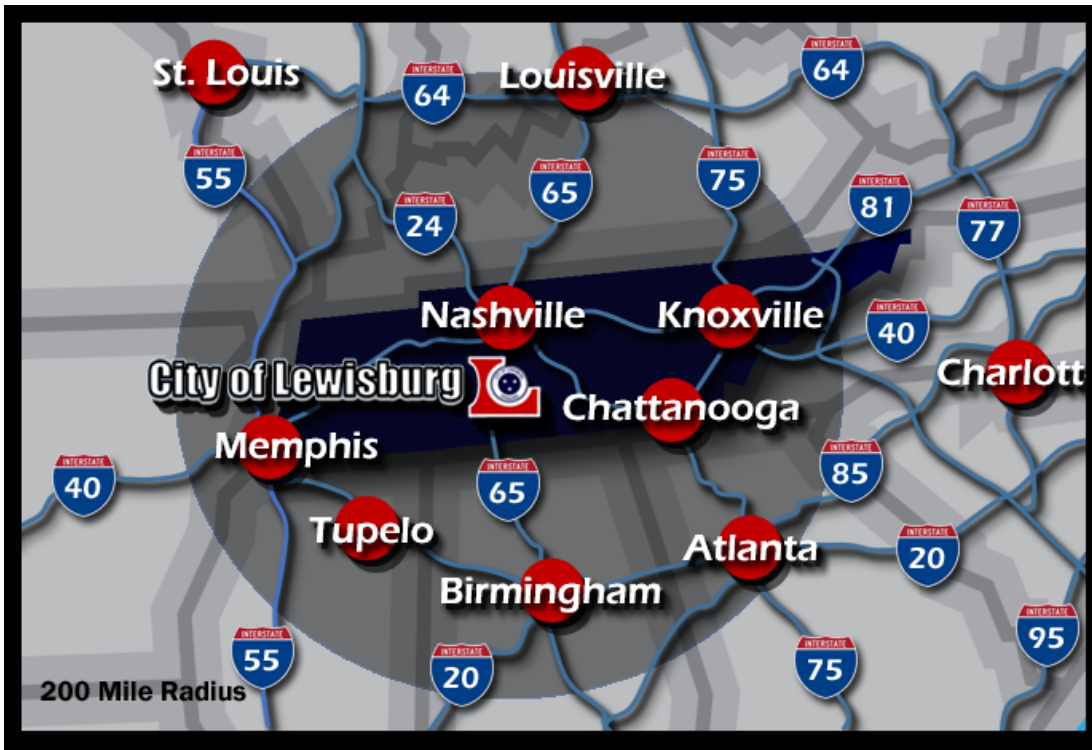 St. Louis
Louisville
INTERSTATE
64
INTERSTATE
64
INTERSTATE
55
INTERSTATE
65
INTERSTATE
75
INTERSTATE
81
INTERSTATE
24
INTERSTATE
77
Nashville
Knoxville
INTERSTATE
40
City of Lewisburg
L
Charlott
Chattanooga
Memphis
INTERSTATE
40
INTERSTATE
65
INTERSTATE
85
Tupelo
Atlanta
INTERSTATE
20
Birmingham
INTERSTATE
55
INTERSTATE
20
INTERSTATE
75
INTERSTATE
95
200 Mile Radius